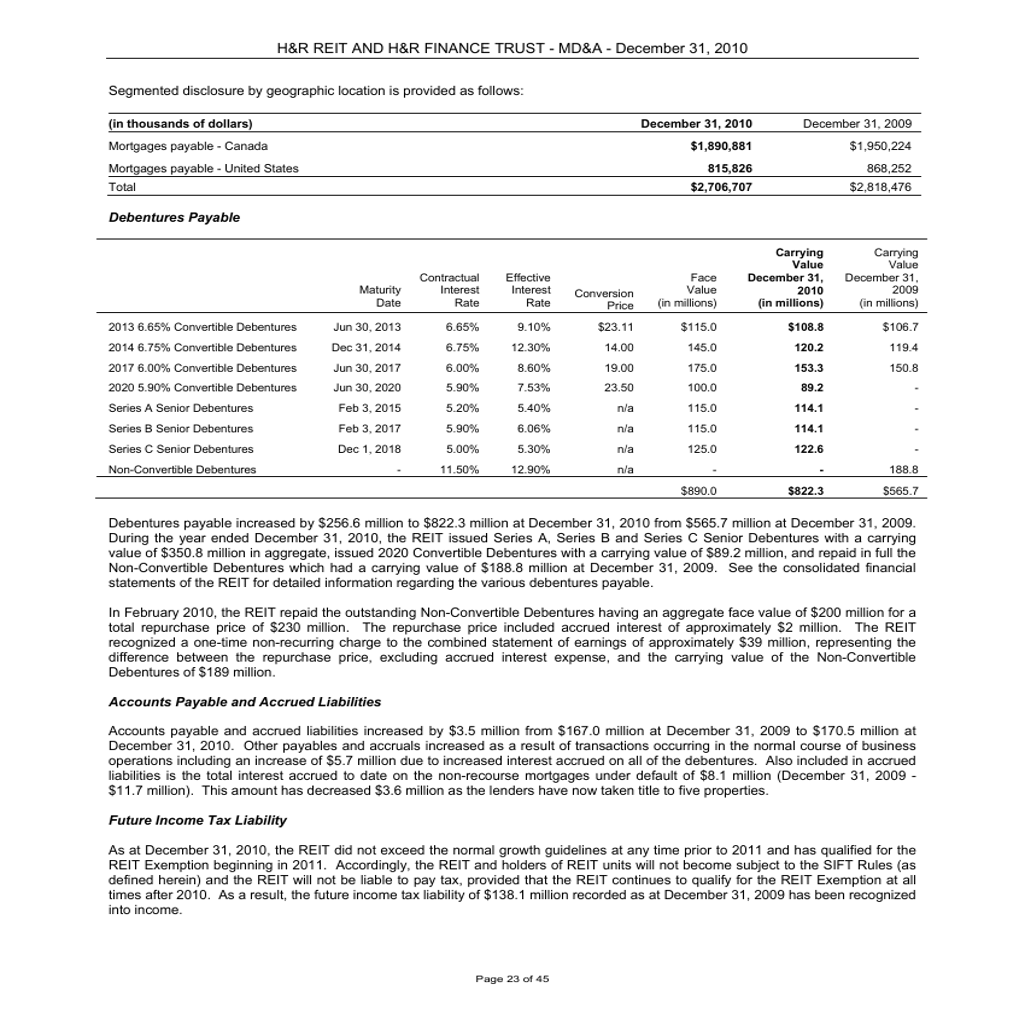 H&R REIT AND H&R FINANCE TRUST - MD&A - December 31, 2010
Segmented disclosure by geographic location is provided as follows:
(in thousands of dollars) December 31, 2010 December 31, 2009
Mortgages payable - Canada $1,890,881 $1,950,224
Mortgages payable - United States 815,826 868,252
Total $2,706,707 $2,818,476
Debentures Payable
Maturity Date Contractual Interest Rate Effective Interest Rate Conversion Price Face Value (in millions) Carrying Value December 31, 2010 (in millions) Carrying Value December 31, 2009 (in millions)
2013 6.65% Convertible Debentures Jun 30, 2013 6.65% 9.10% $23.11 $115.0 $108.8 $106.7
2014 6.75% Convertible Debentures Dec 31, 2014 6.75% 12.30% 14.00 145.0 120.2 119.4
2017 6.00% Convertible Debentures Jun 30, 2017 6.00% 8.60% 19.00 175.0 153.3 150.8
2020 5.90% Convertible Debentures Jun 30, 2020 5.90% 7.53% 23.50 100.0 89.2 -
Series A Senior Debentures Feb 3, 2015 5.20% 5.40% n/a 115.0 114.1 -
Series B Senior Debentures Feb 3, 2017 5.90% 6.06% n/a 115.0 114.1 -
Series C Senior Debentures Dec 1, 2018 5.00% 5.30% n/a 125.0 122.6 -
Non-Convertible Debentures - 11.50% 12.90% n/a - - 188.8
$890.0 $822.3 $565.7
Debentures payable increased by $256.6 million to $822.3 million at December 31, 2010 from $565.7 million at December 31, 2009.
During the year ended December 31, 2010, the REIT issued Series A, Series B and Series C Senior Debentures with a carrying
value of $350.8 million in aggregate, issued 2020 Convertible Debentures with a carrying value of $89.2 million, and repaid in full the
Non-Convertible Debentures which had a carrying value of $188.8 million at December 31, 2009. See the consolidated financial
statements of the REIT for detailed information regarding the various debentures payable.
In February 2010, the REIT repaid the outstanding Non-Convertible Debentures having an aggregate face value of $200 million for a
total repurchase price of $230 million. The repurchase price included accrued interest of approximately $2 million. The REIT
recognized a one-time non-recurring charge to the combined statement of earnings of approximately $39 million, representing the
difference between the repurchase price, excluding accrued interest expense, and the carrying value of the Non-Convertible
Debentures of $189 million.
Accounts Payable and Accrued Liabilities
Accounts payable and accrued liabilities increased by $3.5 million from $167.0 million at December 31, 2009 to $170.5 million at
December 31, 2010. Other payables and accruals increased as a result of transactions occurring in the normal course of business
operations including an increase of $5.7 million due to increased interest accrued on all of the debentures. Also included in accrued
liabilities is the total interest accrued to date on the non-recourse mortgages under default of $8.1 million (December 31, 2009 -
$11.7 million). This amount has decreased $3.6 million as the lenders have now taken title to five properties.
Future Income Tax Liability
As at December 31, 2010, the REIT did not exceed the normal growth guidelines at any time prior to 2011 and has qualified for the
REIT Exemption beginning in 2011. Accordingly, the REIT and holders of REIT units will not become subject to the SIFT Rules (as
defined herein) and the REIT will not be liable to pay tax, provided that the REIT continues to qualify for the REIT Exemption at all
times after 2010. As a result, the future income tax liability of $138.1 million recorded as at December 31, 2009 has been recognized
into income.
Page 23 of 45